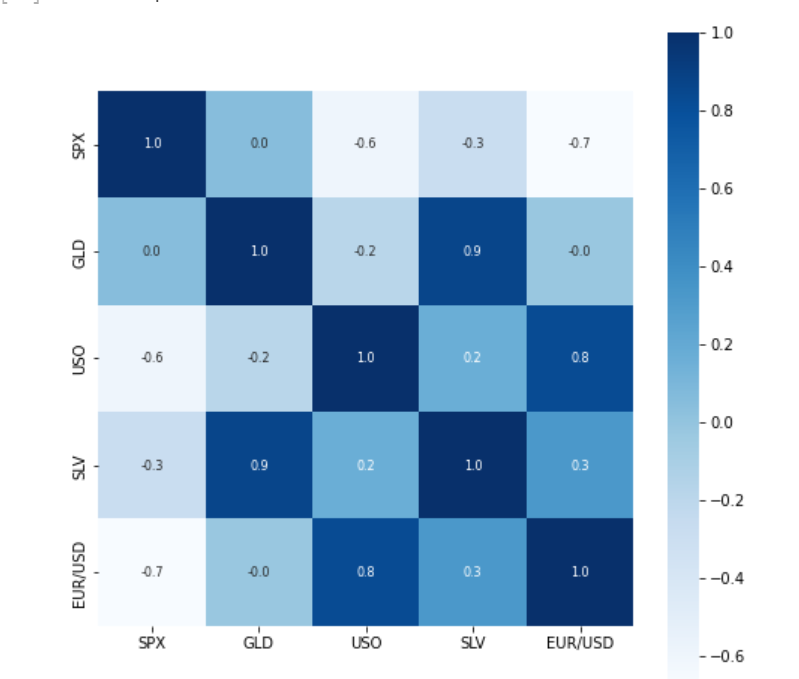 1.0
0.8
0.6
0.4
0.2
0.0
−0.2
−0.4
−0.6
SPX 1.0 0.0 -0.6 -0.3 -0.7
GLD 0.0 1.0 -0.2 0.9 -0.0
USO -0.6 -0.2 1.0 0.2 0.8
SLV -0.3 0.9 0.2 1.0 0.3
EUR/USD -0.7 -0.0 0.8 0.3 1.0
SPX GLD USO SLV EUR/USD